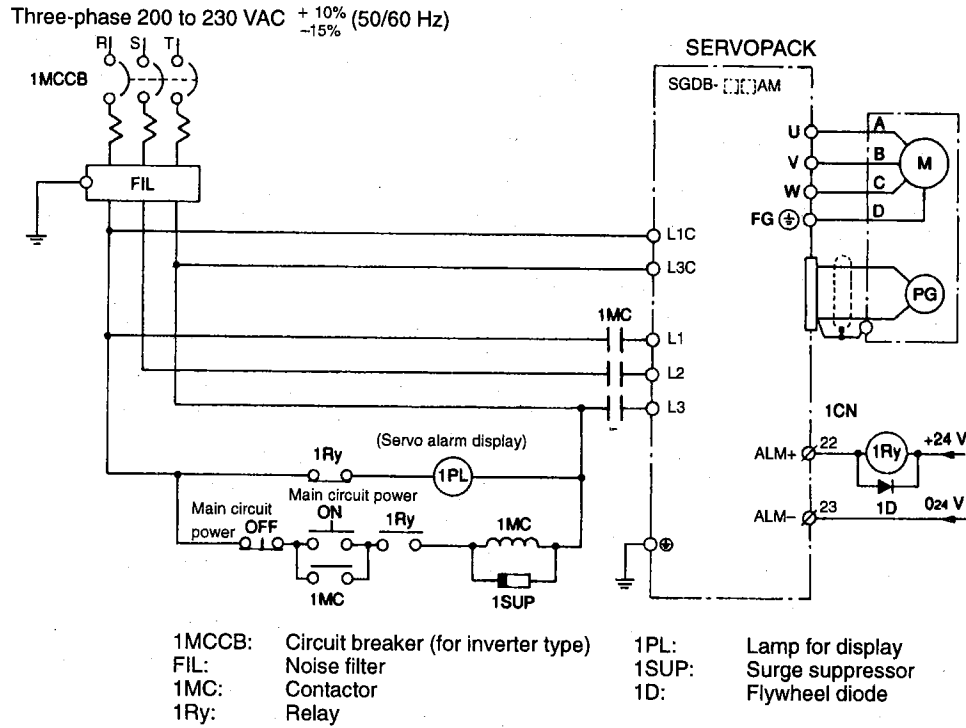 Three-phase 200 to 230 VAC +10% −15% (50/60 Hz)
R S T
1MCCB
FIL
SERVOPACK
SGDB- AM
U A
V B M
W C
FG D
L1C
L3C
PG
1MC
L1
L2
L3
1CN
(Servo alarm display)
1Ry 1PL
ALM+ 22 1Ry +24 V
1D
ALM− 23 024 V
Main circuit power OFF
Main circuit power ON
1Ry 1MC
1MC 1SUP
1MCCB: Circuit breaker (for inverter type)
FIL: Noise filter
1MC: Contactor
1Ry: Relay
1PL: Lamp for display
1SUP: Surge suppressor
1D: Flywheel diode